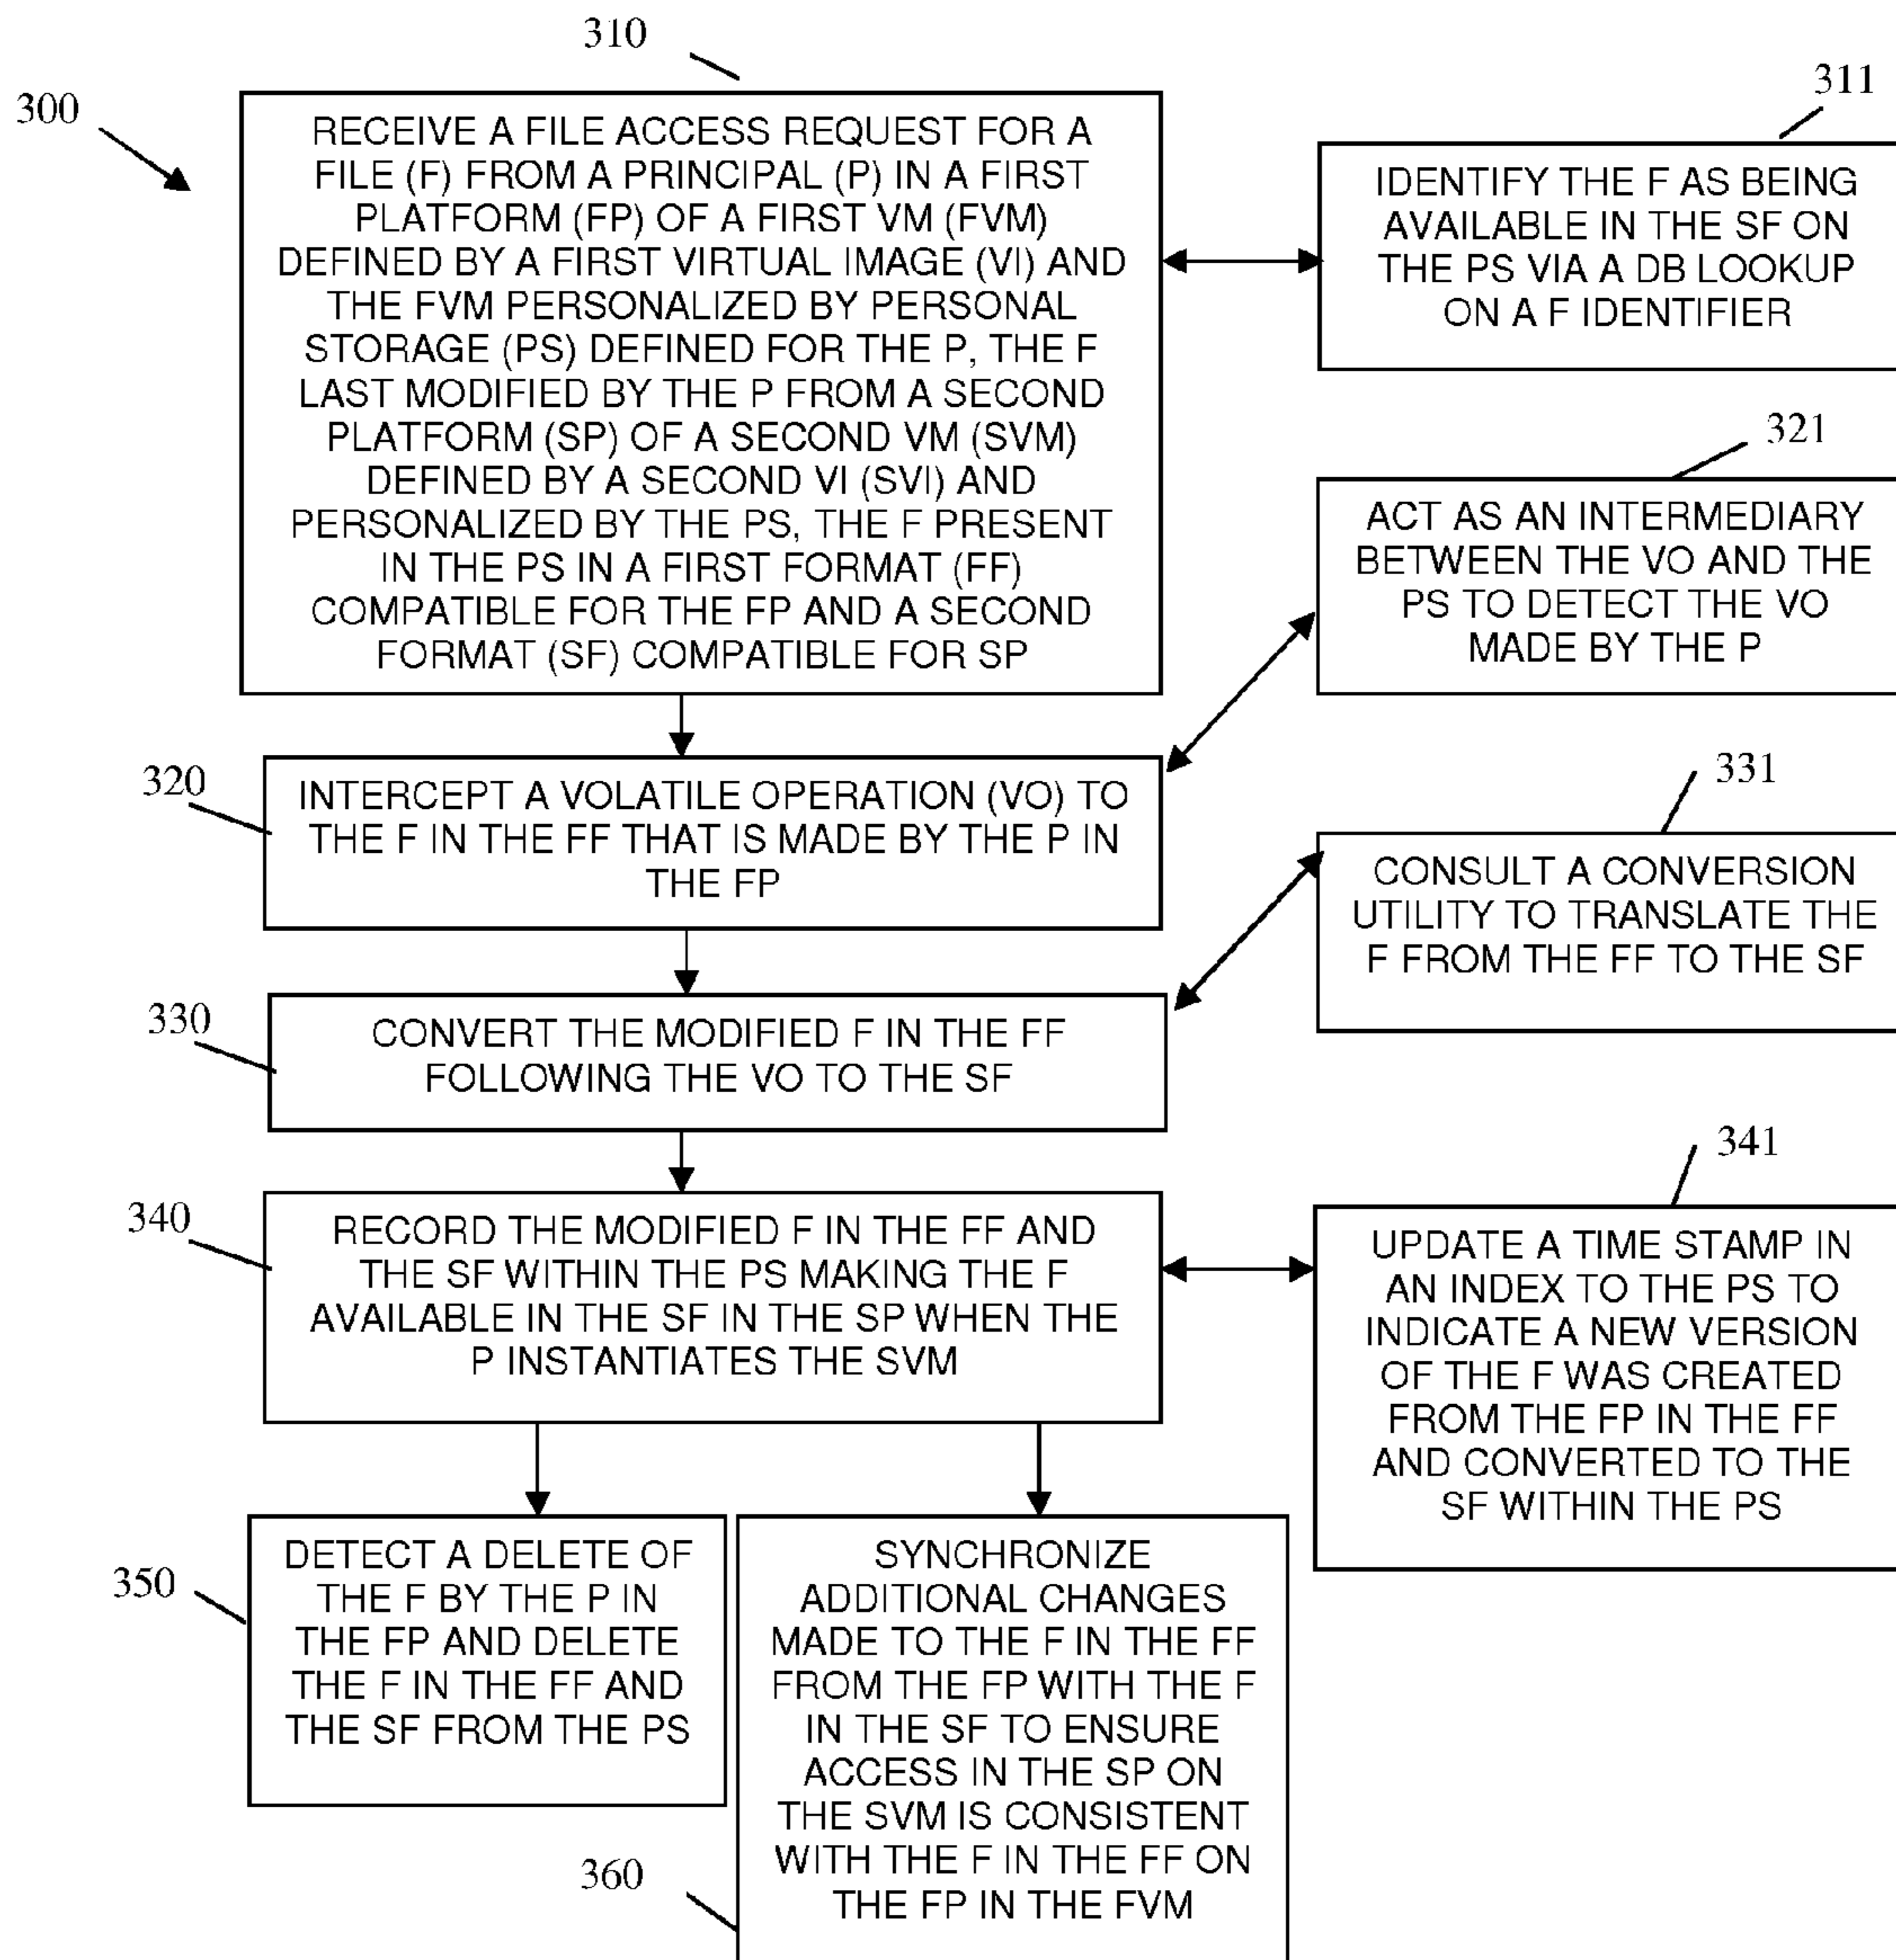 310
300
RECEIVE A FILE ACCESS REQUEST FOR A
FILE (F) FROM A PRINCIPAL (P) IN A FIRST
PLATFORM (FP) OF A FIRST VM (FVM)
DEFINED BY A FIRST VIRTUAL IMAGE (VI) AND
THE FVM PERSONALIZED BY PERSONAL
STORAGE (PS) DEFINED FOR THE P, THE F
LAST MODIFIED BY THE P FROM A SECOND
PLATFORM (SP) OF A SECOND VM (SVM)
DEFINED BY A SECOND VI (SVI) AND
PERSONALIZED BY THE PS, THE F PRESENT
IN THE PS IN A FIRST FORMAT (FF)
COMPATIBLE FOR THE FP AND A SECOND
FORMAT (SF) COMPATIBLE FOR SP
311
IDENTIFY THE F AS BEING
AVAILABLE IN THE SF ON
THE PS VIA A DB LOOKUP
ON A F IDENTIFIER
321
ACT AS AN INTERMEDIARY
BETWEEN THE VO AND THE
PS TO DETECT THE VO
MADE BY THE P
320
INTERCEPT A VOLATILE OPERATION (VO) TO
THE F IN THE FF THAT IS MADE BY THE P IN
THE FP
331
CONSULT A CONVERSION
UTILITY TO TRANSLATE THE
F FROM THE FF TO THE SF
330
CONVERT THE MODIFIED F IN THE FF
FOLLOWING THE VO TO THE SF
340
RECORD THE MODIFIED F IN THE FF AND
THE SF WITHIN THE PS MAKING THE F
AVAILABLE IN THE SF IN THE SP WHEN THE
P INSTANTIATES THE SVM
341
UPDATE A TIME STAMP IN
AN INDEX TO THE PS TO
INDICATE A NEW VERSION
OF THE F WAS CREATED
FROM THE FP IN THE FF
AND CONVERTED TO THE
SF WITHIN THE PS
350
DETECT A DELETE OF
THE F BY THE P IN
THE FP AND DELETE
THE F IN THE FF AND
THE SF FROM THE PS
360
SYNCHRONIZE
ADDITIONAL CHANGES
MADE TO THE F IN THE FF
FROM THE FP WITH THE F
IN THE SF TO ENSURE
ACCESS IN THE SP ON
THE SVM IS CONSISTENT
WITH THE F IN THE FF ON
THE FP IN THE FVM